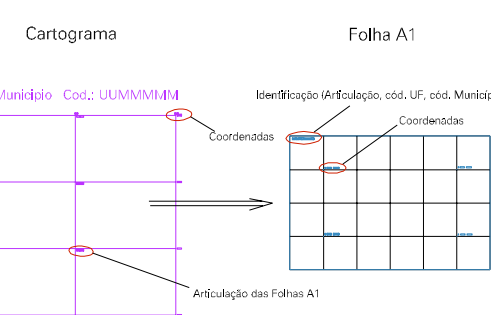 Cartograma
Folha A1
Municipio Cod.: UUMMMMM
Identificação (Articulação, cód. UF, cód. Municíp
Coordenadas
Coordenadas
Articulação das Folhas A1